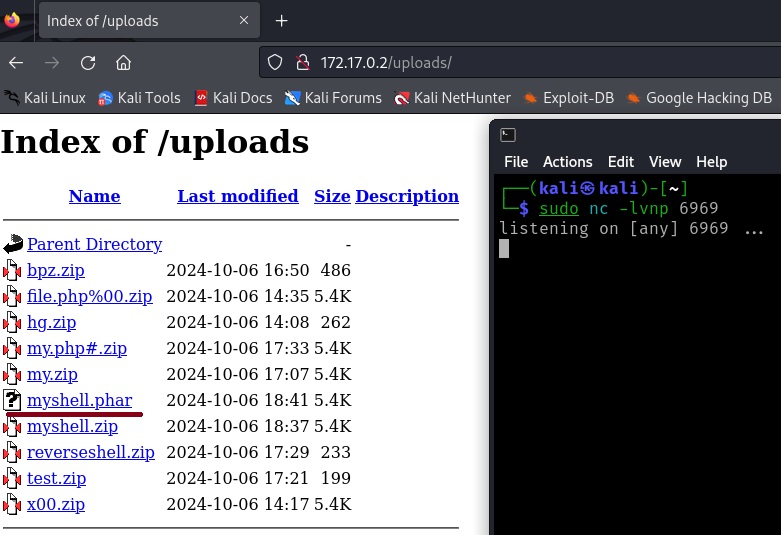 Index of /uploads
172.17.0.2/uploads/
Kali Linux Kali Tools Kali Docs Kali Forums Kali NetHunter Exploit-DB Google Hacking DB
Index of /uploads
Name Last modified Size Description
Parent Directory -
bpz.zip 2024-10-06 16:50 486
file.php%00.zip 2024-10-06 14:35 5.4K
hg.zip 2024-10-06 14:08 262
my.php#.zip 2024-10-06 17:33 5.4K
my.zip 2024-10-06 17:07 5.4K
myshell.phar 2024-10-06 18:41 5.4K
myshell.zip 2024-10-06 18:37 5.4K
reverseshell.zip 2024-10-06 17:29 233
test.zip 2024-10-06 17:21 199
x00.zip 2024-10-06 14:17 5.4K
File Actions Edit View Help
┌──(kali㉿kali)-[~]
└─$ sudo nc -lvnp 6969
listening on [any] 6969 ...